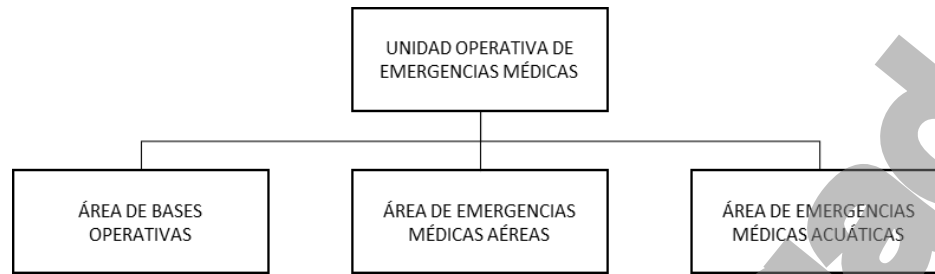 UNIDAD OPERATIVA DE
EMERGENCIAS MÉDICAS
ÁREA DE BASES
OPERATIVAS
ÁREA DE EMERGENCIAS
MÉDICAS AÉREAS
ÁREA DE EMERGENCIAS
MÉDICAS ACUÁTICAS